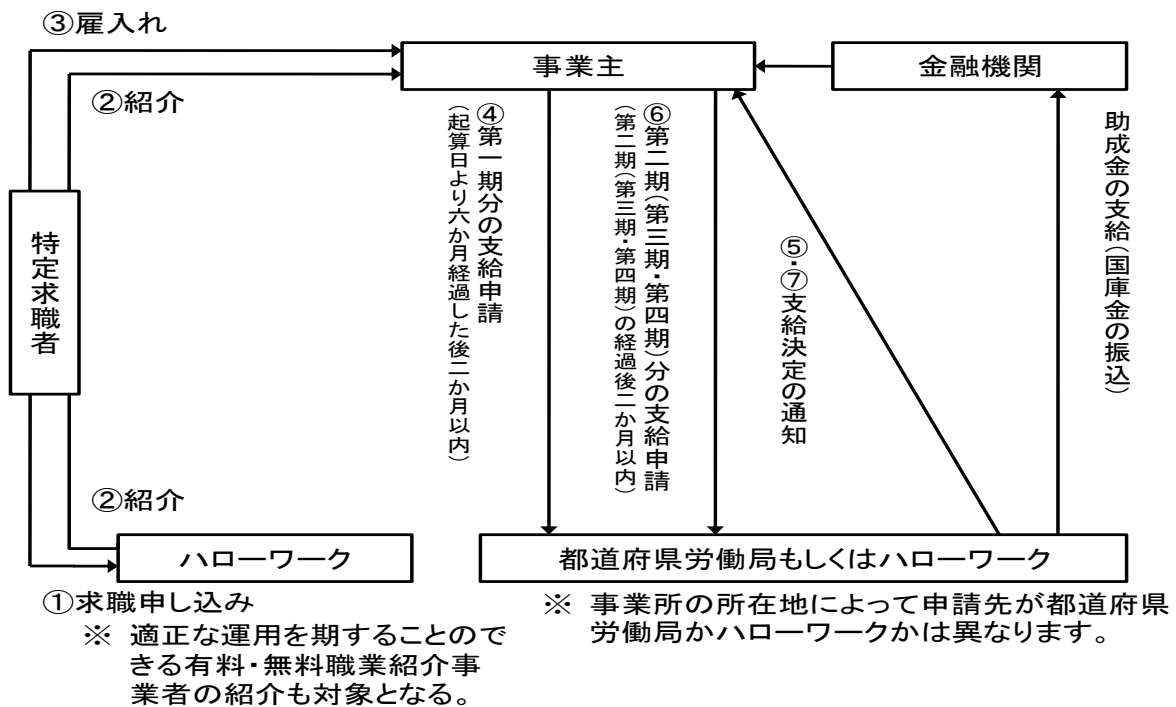 ③雇入れ
事業主
金融機関
②紹介
④第一期分の支給申請
(起算日より六か月経過した後二か月以内)
⑥第二期(第三期・第四期)分の支給申請
(第二期(第三期・第四期)の経過後二か月以内)
⑤・⑦支給決定の通知
助成金の支給(国庫金の振込)
特定求職者
②紹介
ハローワーク
都道府県労働局もしくはハローワーク
①求職申し込み
※ 適正な運用を期することので
きる有料・無料職業紹介事
業者の紹介も対象となる。
※ 事業所の所在地によって申請先が都道府県
労働局かハローワークかは異なります。